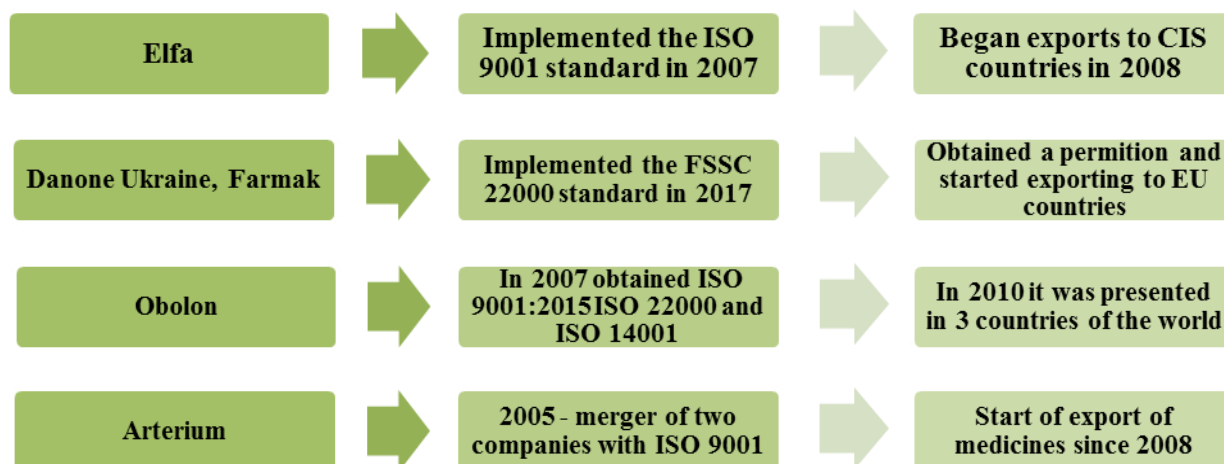 Elfa
Implemented the ISO
9001 standard in 2007
Began exports to CIS
countries in 2008
Danone Ukraine, Farmak
Implemented the FSSC
22000 standard in 2017
Obtained a permition and
started exporting to EU
countries
Obolon
In 2007 obtained ISO
9001:2015ISO 22000 and
ISO 14001
In 2010 it was presented
in 3 countries of the world
Arterium
2005 - merger of two
companies with ISO 9001
Start of export of
medicines since 2008